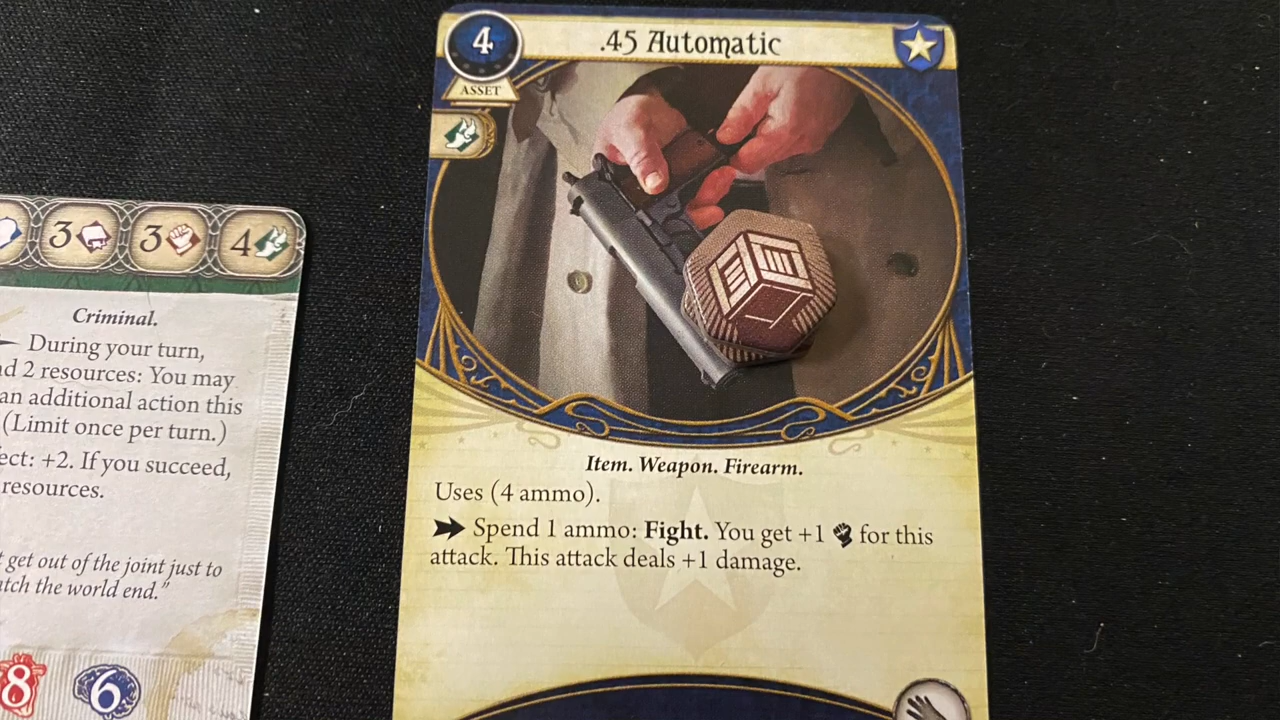 4
.45 Automatic
ASSET
Item. Weapon. Firearm.
Uses (4 ammo).
Spend 1 ammo: Fight. You get +1 for this
attack. This attack deals +1 damage.
3 3 4
Criminal.
During your turn,
2 resources: You may
an additional action this
(Limit once per turn.)
+2. If you succeed,
resources.
get out of the joint just to
the world end."
8 6